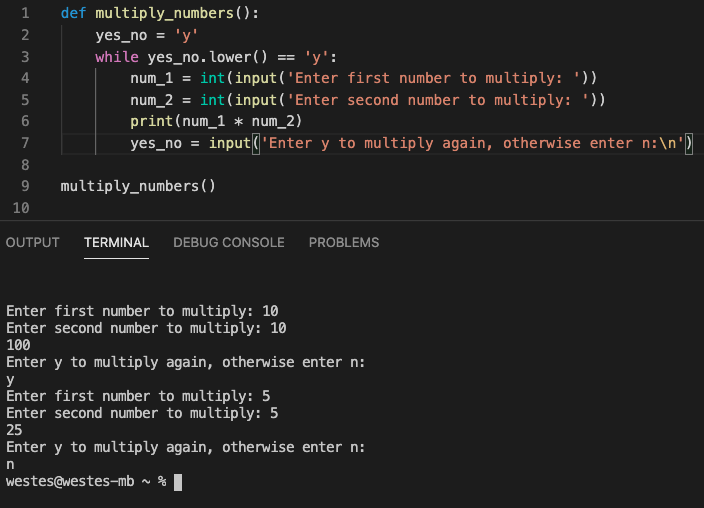 1 def multiply_numbers():
2     yes_no = 'y'
3     while yes_no.lower() == 'y':
4         num_1 = int(input('Enter first number to multiply: '))
5         num_2 = int(input('Enter second number to multiply: '))
6         print(num_1 * num_2)
7         yes_no = input('Enter y to multiply again, otherwise enter n:\n')
8
9 multiply_numbers()
10
OUTPUT TERMINAL DEBUG CONSOLE PROBLEMS
Enter first number to multiply: 10
Enter second number to multiply: 10
100
Enter y to multiply again, otherwise enter n:
y
Enter first number to multiply: 5
Enter second number to multiply: 5
25
Enter y to multiply again, otherwise enter n:
n
westes@westes-mb ~ %